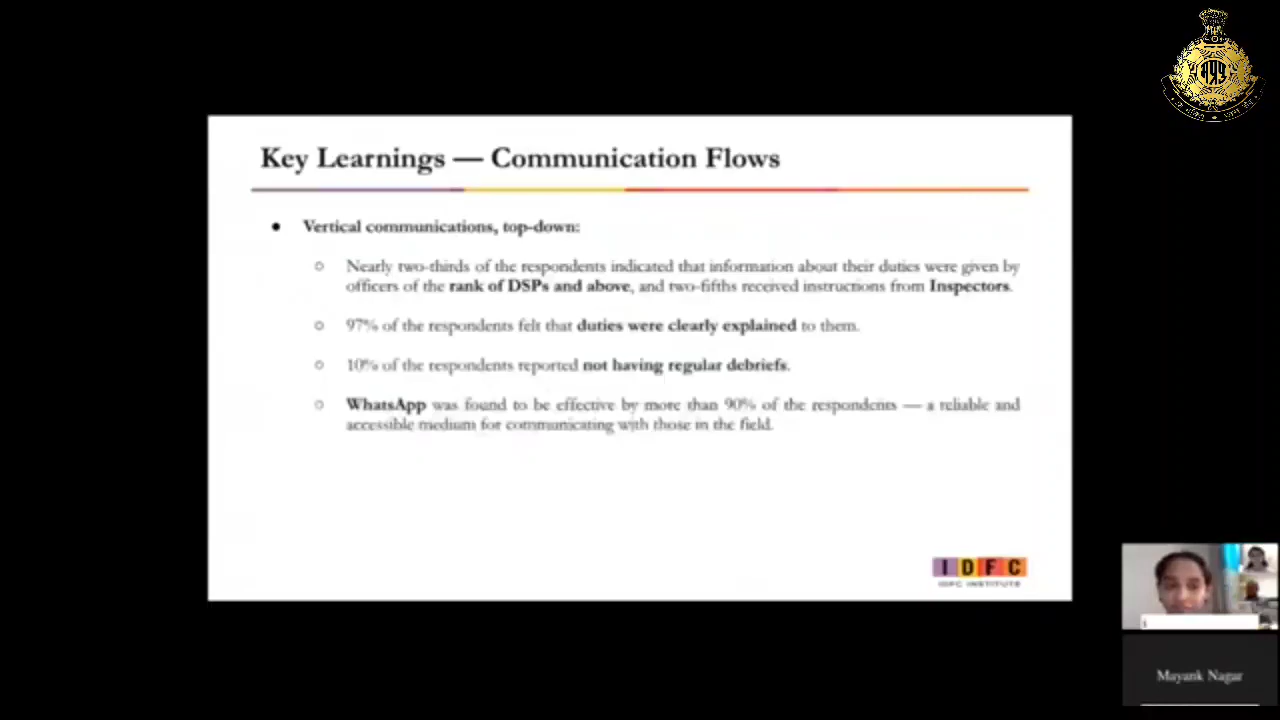 Key Learnings — Communication Flows
● Vertical communications, top-down:
○ Nearly two-thirds of the respondents indicated that information about their duties were given by
officers of the rank of DSPs and above, and two-fifths received instructions from Inspectors.
○ 97% of the respondents felt that duties were clearly explained to them.
○ 10% of the respondents reported not having regular debriefs.
○ WhatsApp was found to be effective by more than 90% of the respondents — a reliable and
accessible medium for communicating with those in the field.
IDFC
IDFC INSTITUTE
Mayank Nagar